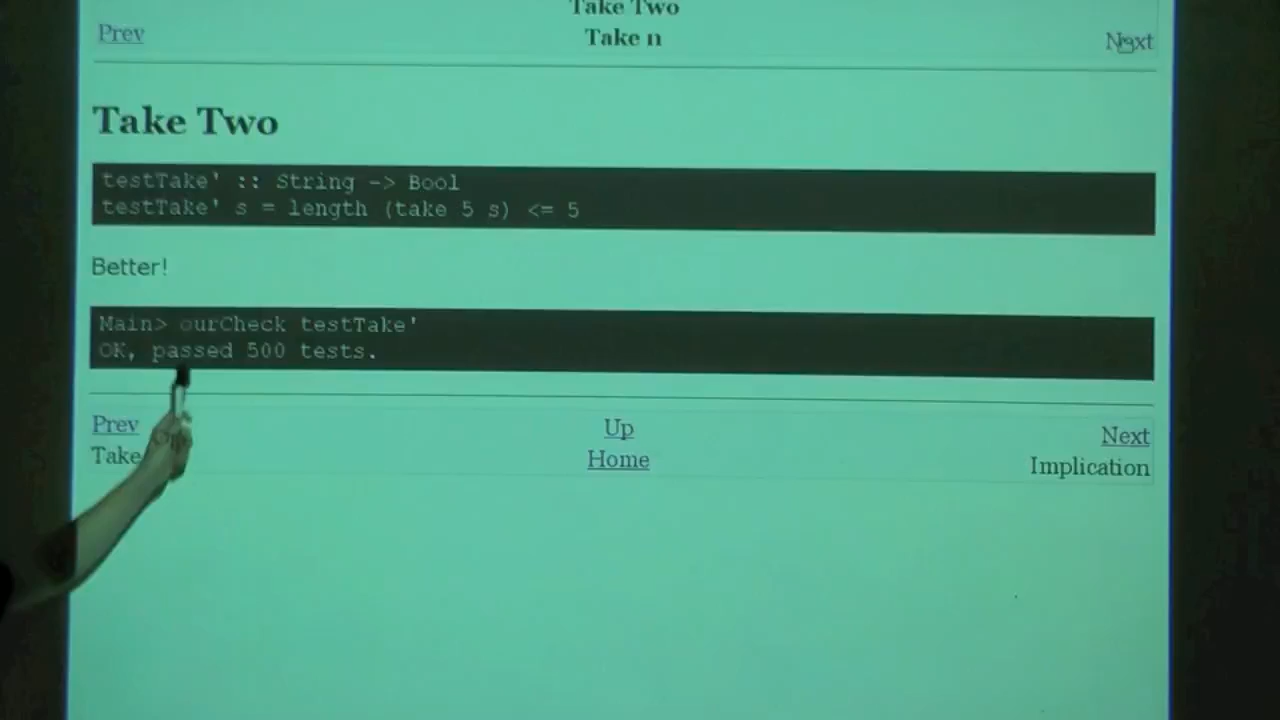 Take Two
Prev Take n Next
Take Two
testTake' :: String -> Bool
testTake' s = length (take 5 s) <= 5
Better!
Main> ourCheck testTake'
OK, passed 500 tests.
Prev Up Next
Take Home Implication